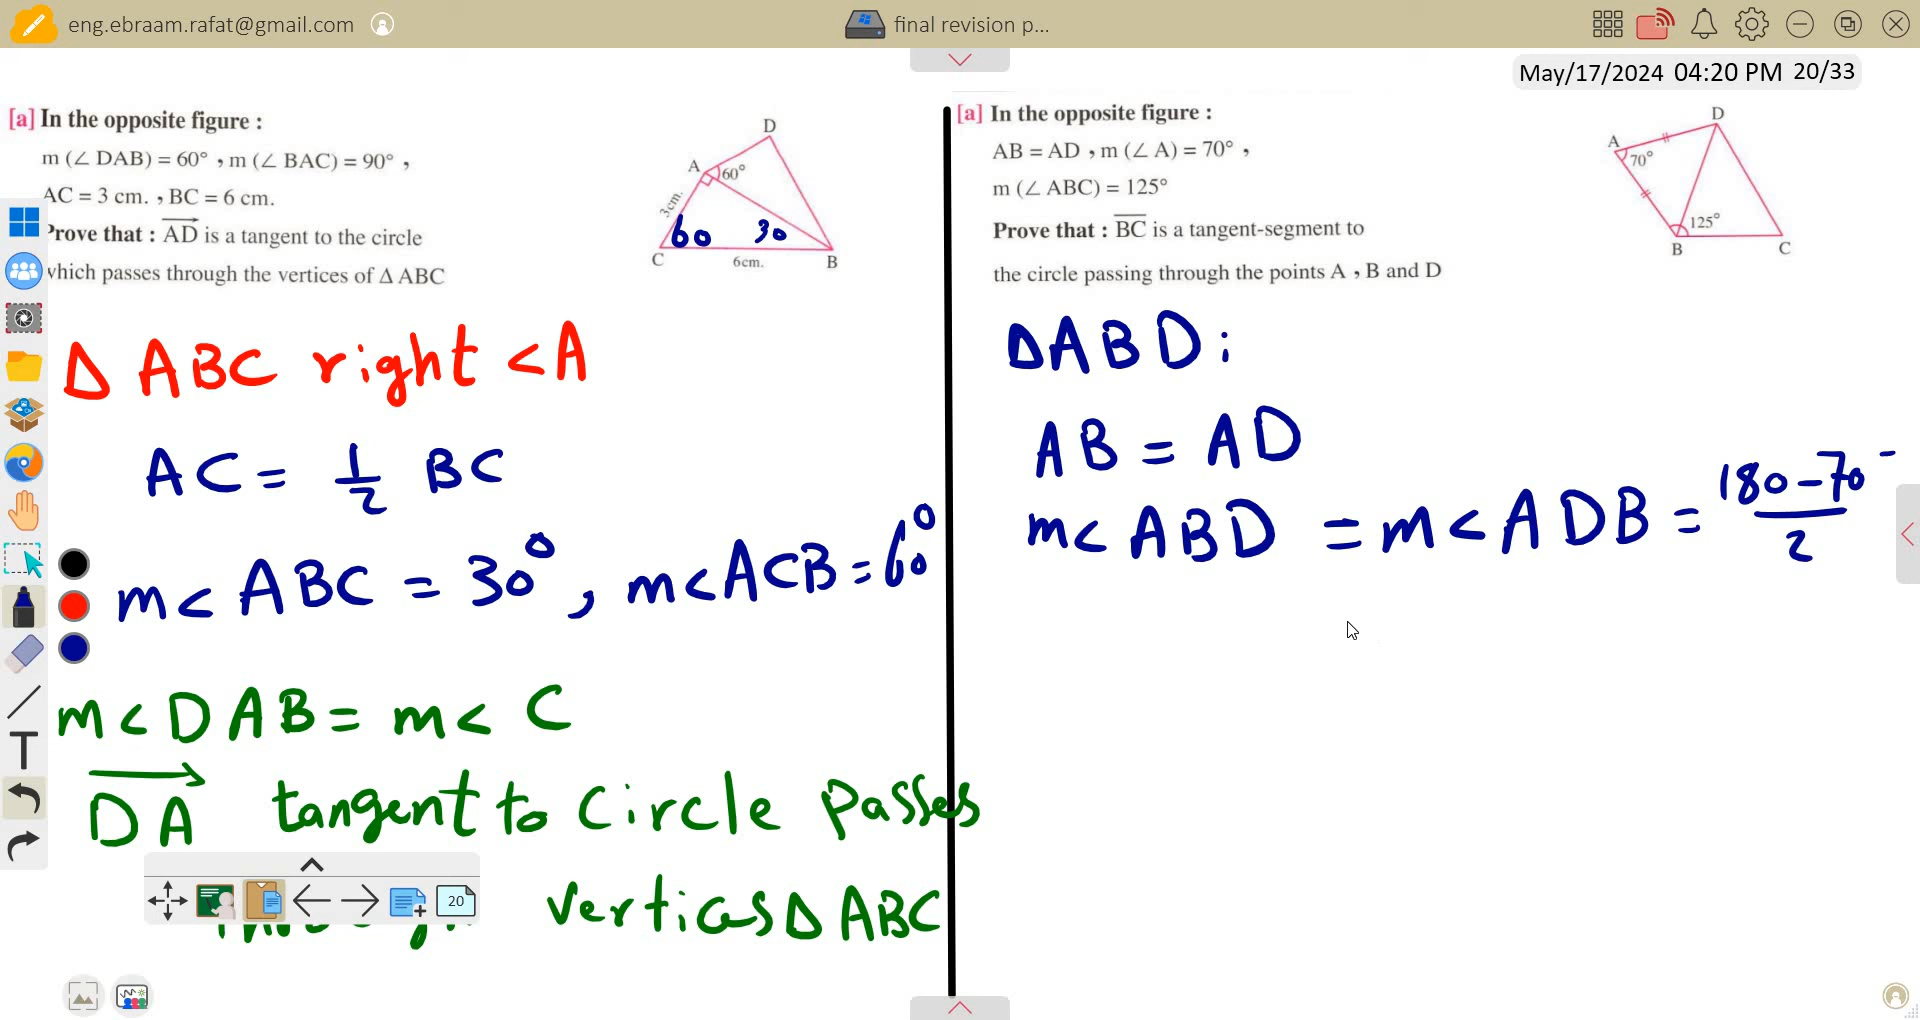 eng.ebraam.rafat@gmail.com
final revision p...
May/17/2024 04:20 PM 20/33
[a] In the opposite figure :
m (∠ DAB) = 60° , m (∠ BAC) = 90° ,
AC = 3 cm. , BC = 6 cm.
Prove that : AD is a tangent to the circle
which passes through the vertices of Δ ABC
D
A
60°
3cm.
60
30
C
6cm.
B
Δ ABC right <A
AC = 1/2 BC
m< ABC = 30°, m<ACB = 60°
m< DAB = m< C
DA tangent to Circle Passes
vertices Δ ABC
[a] In the opposite figure :
AB = AD , m (∠ A) = 70° ,
m (∠ ABC) = 125°
Prove that : BC is a tangent-segment to
the circle passing through the points A , B and D
D
A
70°
125°
B
C
ΔABD :
AB = AD
m< ABD = m< ADB = 180-70 / 2
T
20